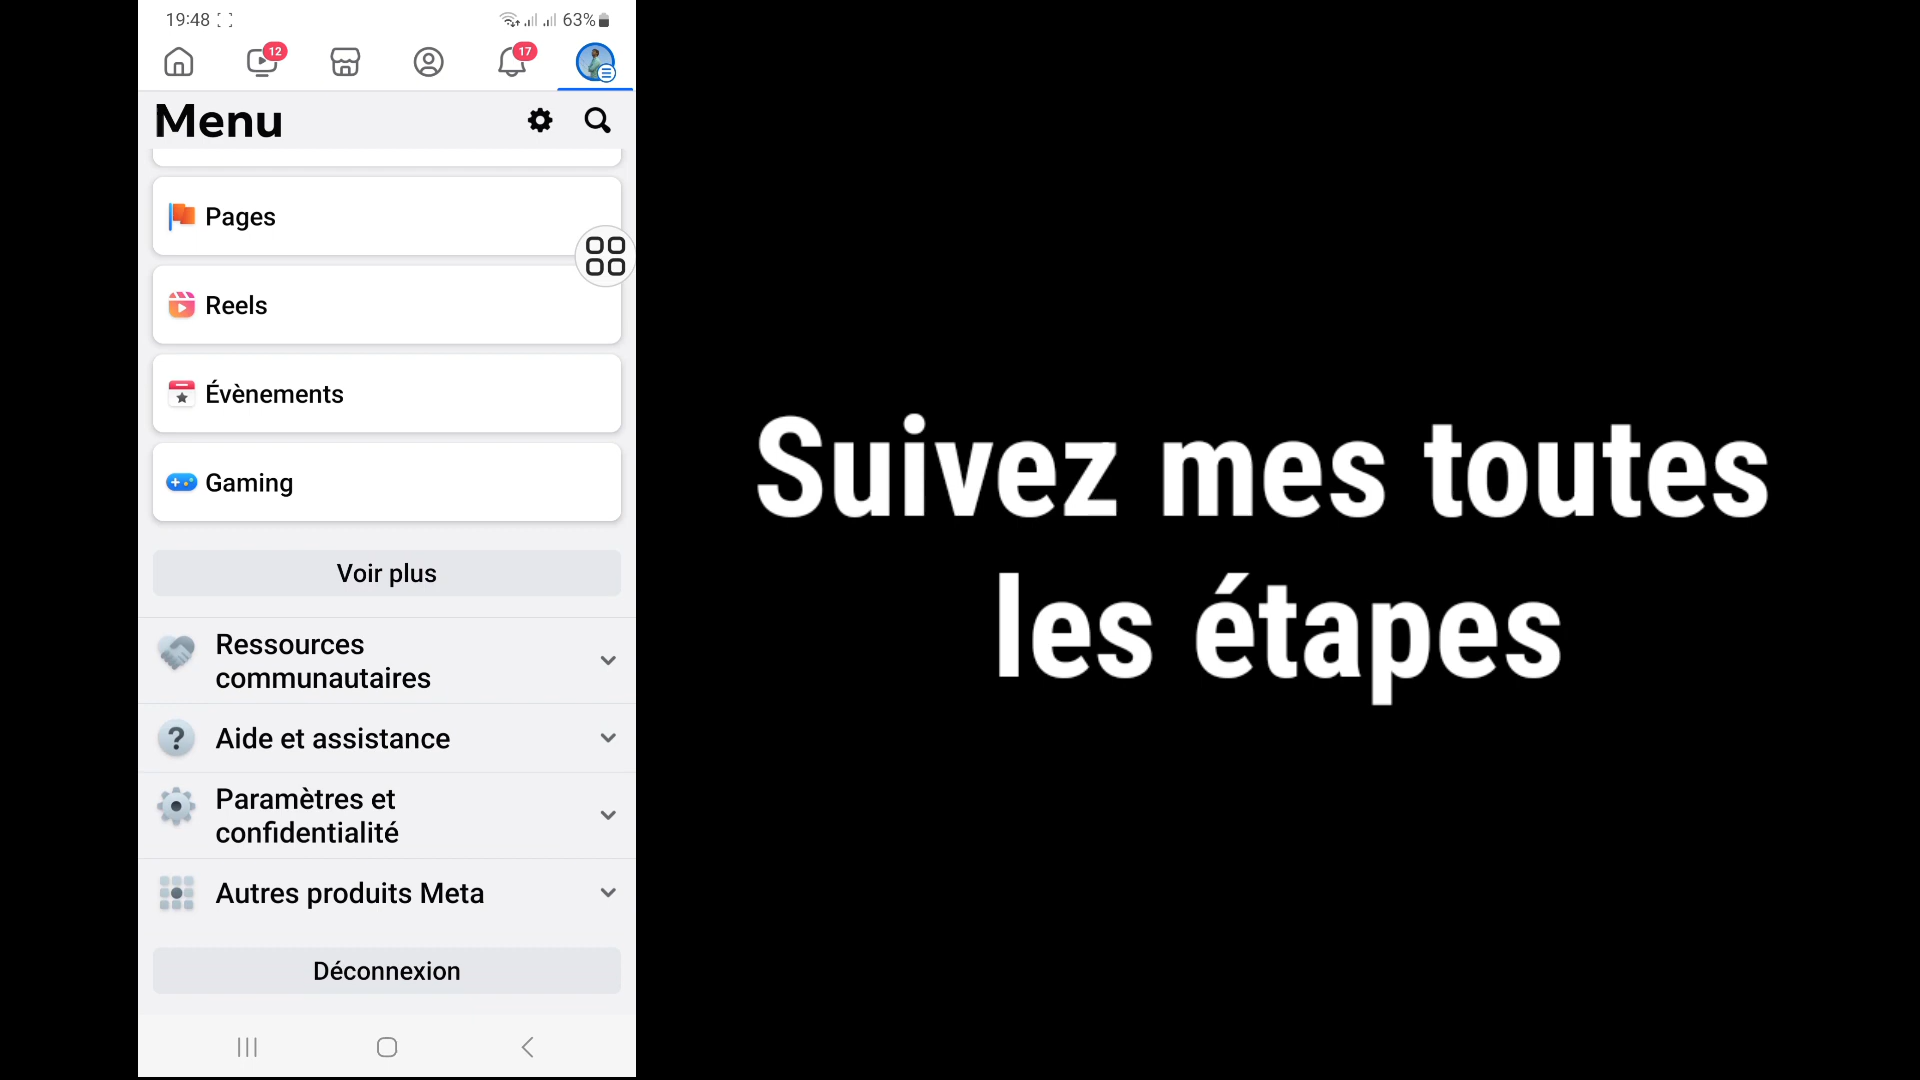 19:48
63%
12
17
Menu
Pages
Reels
Évènements
Gaming
Voir plus
Ressources
communautaires
Aide et assistance
Paramètres et
confidentialité
Autres produits Meta
Déconnexion
Suivez mes toutes
les étapes